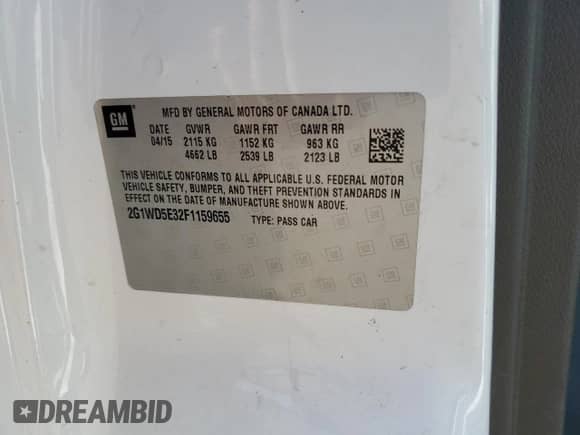 GM
MFD BY GENERAL MOTORS OF CANADA LTD.
DATE GVWR GAWR FRT GAWR RR
04/15 2115 KG 1152 KG 963 KG
4662 LB 2539 LB 2123 LB
THIS VEHICLE CONFORMS TO ALL APPLICABLE U.S. FEDERAL MOTOR
VEHICLE SAFETY, BUMPER, AND THEFT PREVENTION STANDARDS IN
EFFECT ON THE DATE OF MANUFACTURE SHOWN ABOVE.
2G1WD5E32F1159655 TYPE: PASS CAR
DREAMBID